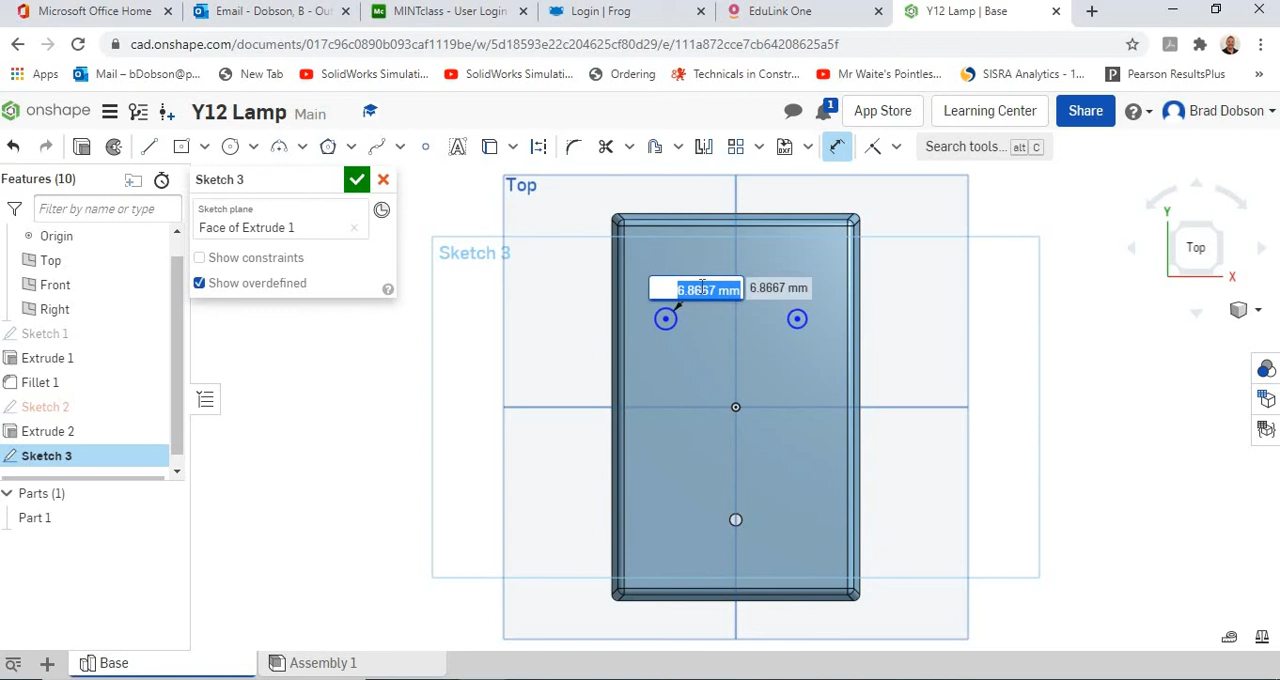 Microsoft Office Home
Email - Dobson, B - Out
MINTclass - User Login
Login | Frog
EduLink One
Y12 Lamp | Base
cad.onshape.com/documents/017c96c0890b093caf1119be/w/5d18593e22c204625cf80d29/e/111a872cce7cb64208625a5f
Apps
Mail – bDobson@p...
New Tab
SolidWorks Simulati...
SolidWorks Simulati...
Ordering
Technicals in Constr...
Mr Waite's Pointles...
SISRA Analytics - 1...
Pearson ResultsPlus
»
onshape
Y12 Lamp
Main
1
App Store
Learning Center
Share
Brad Dobson
Search tools...
alt
C
Features (10)
Filter by name or type
Origin
Top
Front
Right
Sketch 1
Extrude 1
Fillet 1
Sketch 2
Extrude 2
Sketch 3
Parts (1)
Part 1
Sketch 3
Sketch plane
Face of Extrude 1
Show constraints
Show overdefined
Top
Sketch 3
6.8667 mm
6.8667 mm
Y
Top
X
Base
Assembly 1